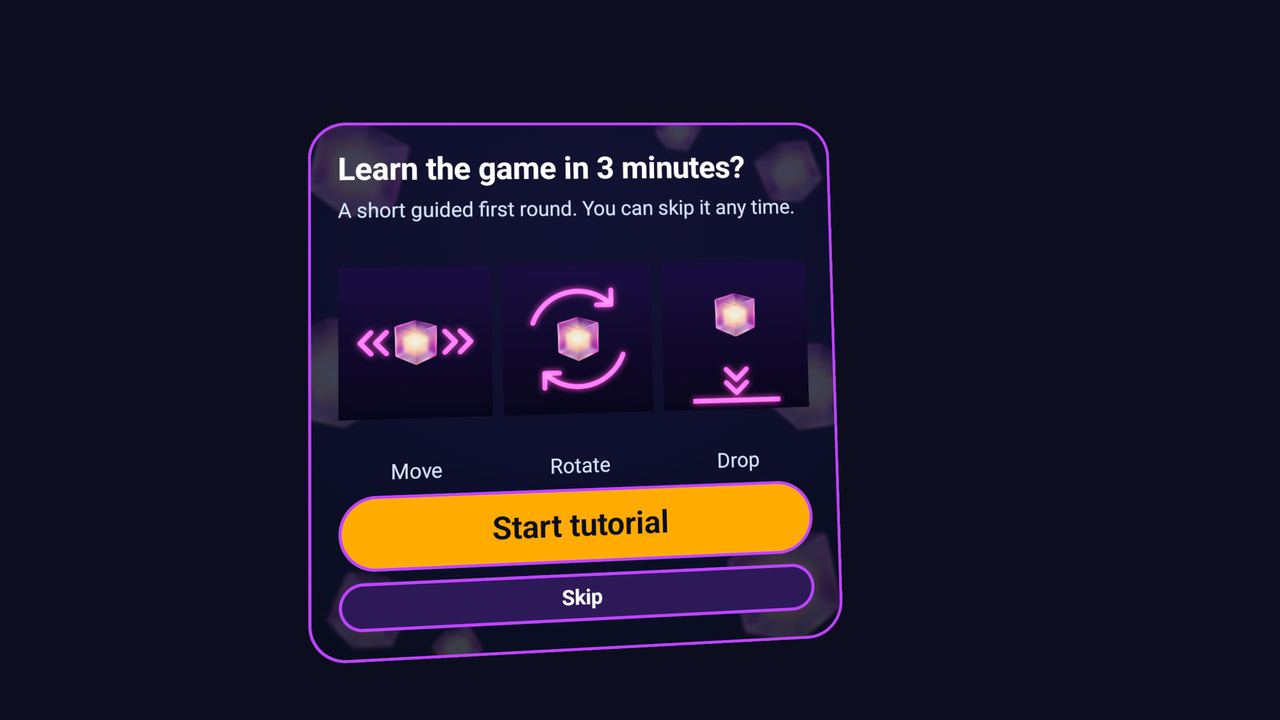 Learn the game in 3 minutes?
A short guided first round. You can skip it any time.
Move
Rotate
Drop
Start tutorial
Skip